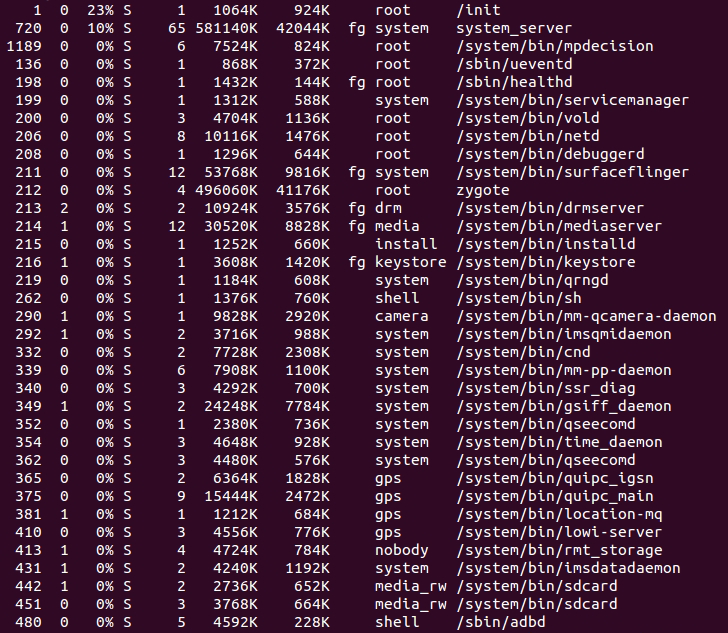 1 0 23% S 1 1064K 924K root /init
720 0 10% S 65 581140K 42044K fg system system_server
1189 0 0% S 6 7524K 824K root /system/bin/mpdecision
136 0 0% S 1 868K 372K root /sbin/ueventd
198 0 0% S 1 1432K 144K fg root /sbin/healthd
199 0 0% S 1 1312K 588K system /system/bin/servicemanager
200 0 0% S 3 4704K 1136K root /system/bin/vold
206 0 0% S 8 10116K 1476K root /system/bin/netd
208 0 0% S 1 1296K 644K root /system/bin/debuggerd
211 0 0% S 12 53768K 9816K fg system /system/bin/surfaceflinger
212 0 0% S 4 496060K 41176K root zygote
213 2 0% S 2 10924K 3576K fg drm /system/bin/drmserver
214 1 0% S 12 30520K 8828K fg media /system/bin/mediaserver
215 0 0% S 1 1252K 660K install /system/bin/installd
216 1 0% S 1 3608K 1420K fg keystore /system/bin/keystore
219 0 0% S 1 1184K 608K system /system/bin/qrngd
262 0 0% S 1 1376K 760K shell /system/bin/sh
290 1 0% S 1 9828K 2920K camera /system/bin/mm-qcamera-daemon
292 1 0% S 2 3716K 988K system /system/bin/imsqmidaemon
332 0 0% S 2 7728K 2308K system /system/bin/cnd
339 0 0% S 6 7908K 1100K system /system/bin/mm-pp-daemon
340 0 0% S 3 4292K 700K system /system/bin/ssr_diag
349 1 0% S 2 24248K 7784K system /system/bin/gsiff_daemon
352 0 0% S 1 2380K 736K system /system/bin/qseecomd
354 0 0% S 3 4648K 928K system /system/bin/time_daemon
362 0 0% S 3 4480K 576K system /system/bin/qseecomd
365 0 0% S 2 6364K 1828K gps /system/bin/quipc_igsn
375 0 0% S 9 15444K 2472K gps /system/bin/quipc_main
381 1 0% S 1 1212K 684K gps /system/bin/location-mq
410 0 0% S 3 4556K 776K gps /system/bin/lowi-server
413 1 0% S 4 4724K 784K nobody /system/bin/rmt_storage
431 1 0% S 2 4240K 1192K system /system/bin/imsdatadaemon
442 1 0% S 2 2736K 652K media_rw /system/bin/sdcard
451 0 0% S 3 3768K 664K media_rw /system/bin/sdcard
480 0 0% S 5 4592K 228K shell /sbin/adbd